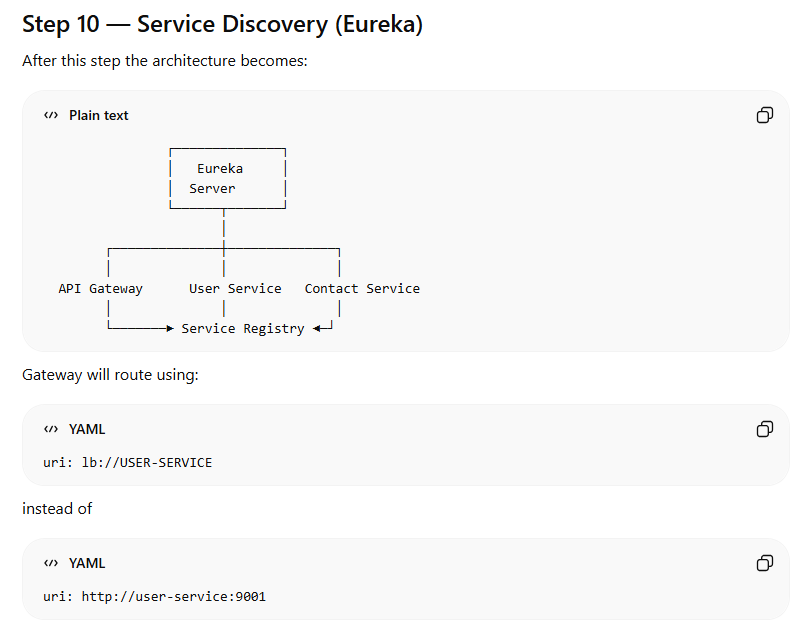 Step 10 — Service Discovery (Eureka)
After this step the architecture becomes:
Plain text
Eureka
Server
API Gateway User Service Contact Service
Service Registry
Gateway will route using:
YAML
uri: lb://USER-SERVICE
instead of
YAML
uri: http://user-service:9001